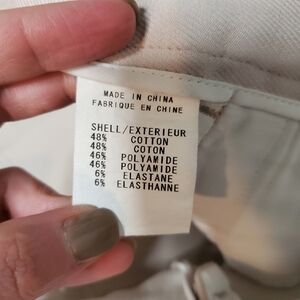 MADE IN CHINA
FABRIQUE EN CHINE
SHELL/EXTERIEUR
48% COTTON
48% COTON
46% POLYAMIDE
46% POLYAMIDE
6% ELASTANE
6% ELASTHANNE